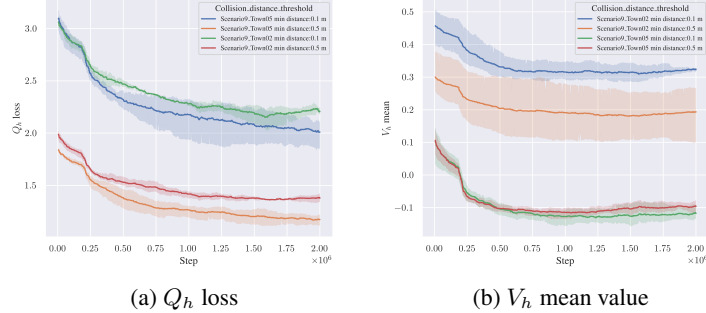 Collision.distance.threshold
Scenario9.Town05 min distance:0.1 m
Scenario9.Town05 min distance:0.5 m
Scenario9.Town02 min distance:0.1 m
Scenario9.Town02 min distance:0.5 m
3.0
2.5
2.0
1.5
Q_h loss
0.00 0.25 0.50 0.75 1.00 1.25 1.50 1.75 2.00
Step
×10⁶
(a) Q_h loss
Collision.distance.threshold
Scenario9.Town05 min distance:0.1 m
Scenario9.Town05 min distance:0.5 m
Scenario9.Town02 min distance:0.1 m
Scenario9.Town02 min distance:0.5 m
0.5
0.4
0.3
0.2
0.1
0.0
−0.1
V_h mean
0.00 0.25 0.50 0.75 1.00 1.25 1.50 1.75 2.00
Step
×10⁶
(b) V_h mean value